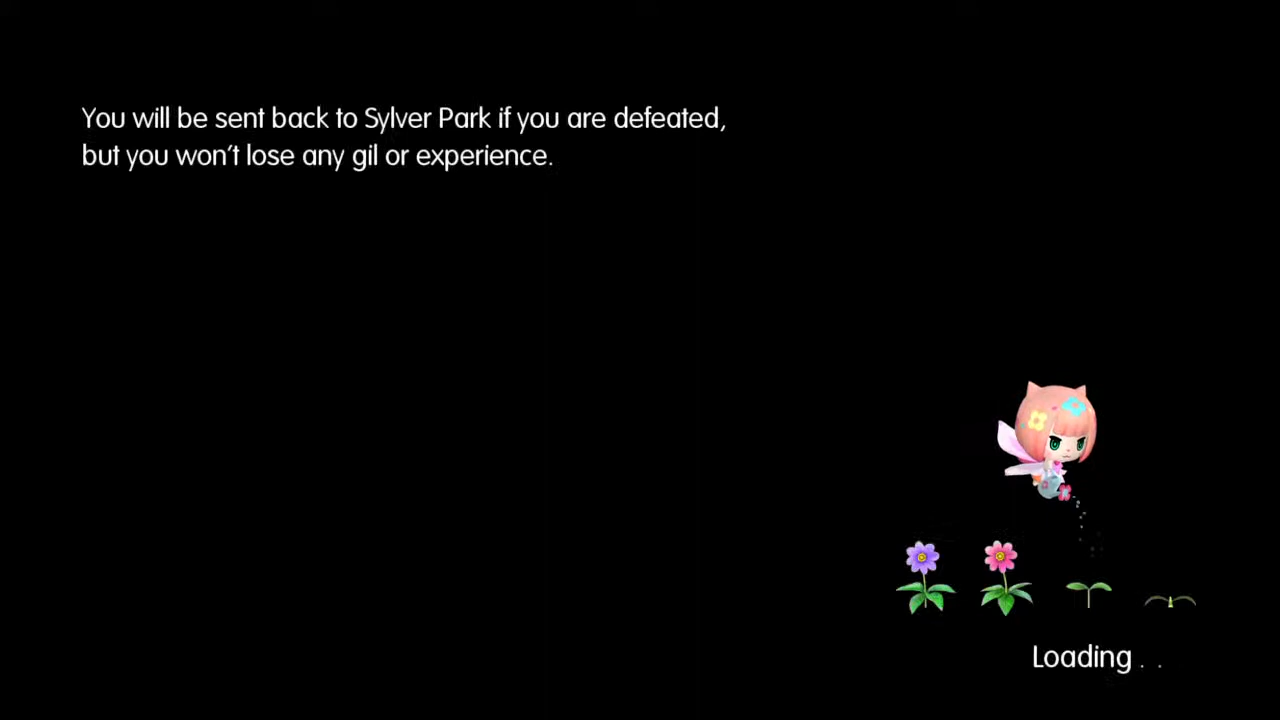 You will be sent back to Sylver Park if you are defeated,
but you won't lose any gil or experience.
Loading . .